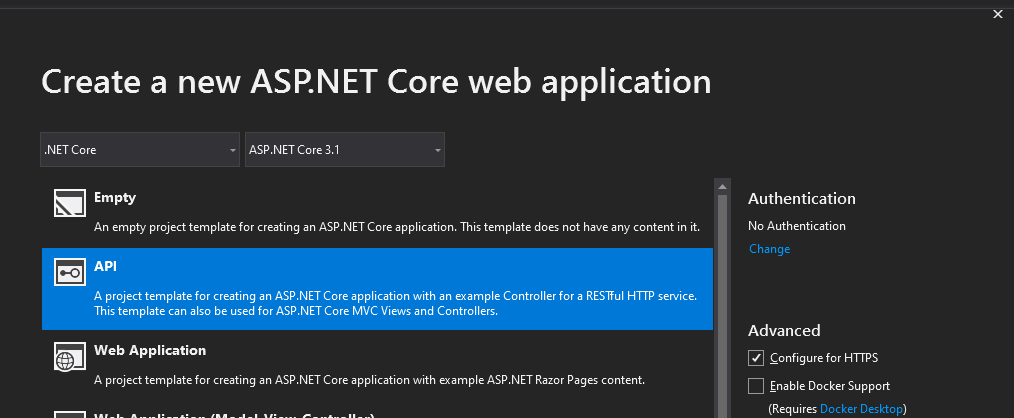 Create a new ASP.NET Core web application
.NET Core
ASP.NET Core 3.1
Empty
An empty project template for creating an ASP.NET Core application. This template does not have any content in it.
API
A project template for creating an ASP.NET Core application with an example Controller for a RESTful HTTP service.
This template can also be used for ASP.NET Core MVC Views and Controllers.
Web Application
A project template for creating an ASP.NET Core application with example ASP.NET Razor Pages content.
Web Application (Model-View-Controller)
Authentication
No Authentication
Change
Advanced
Configure for HTTPS
Enable Docker Support
(Requires Docker Desktop)